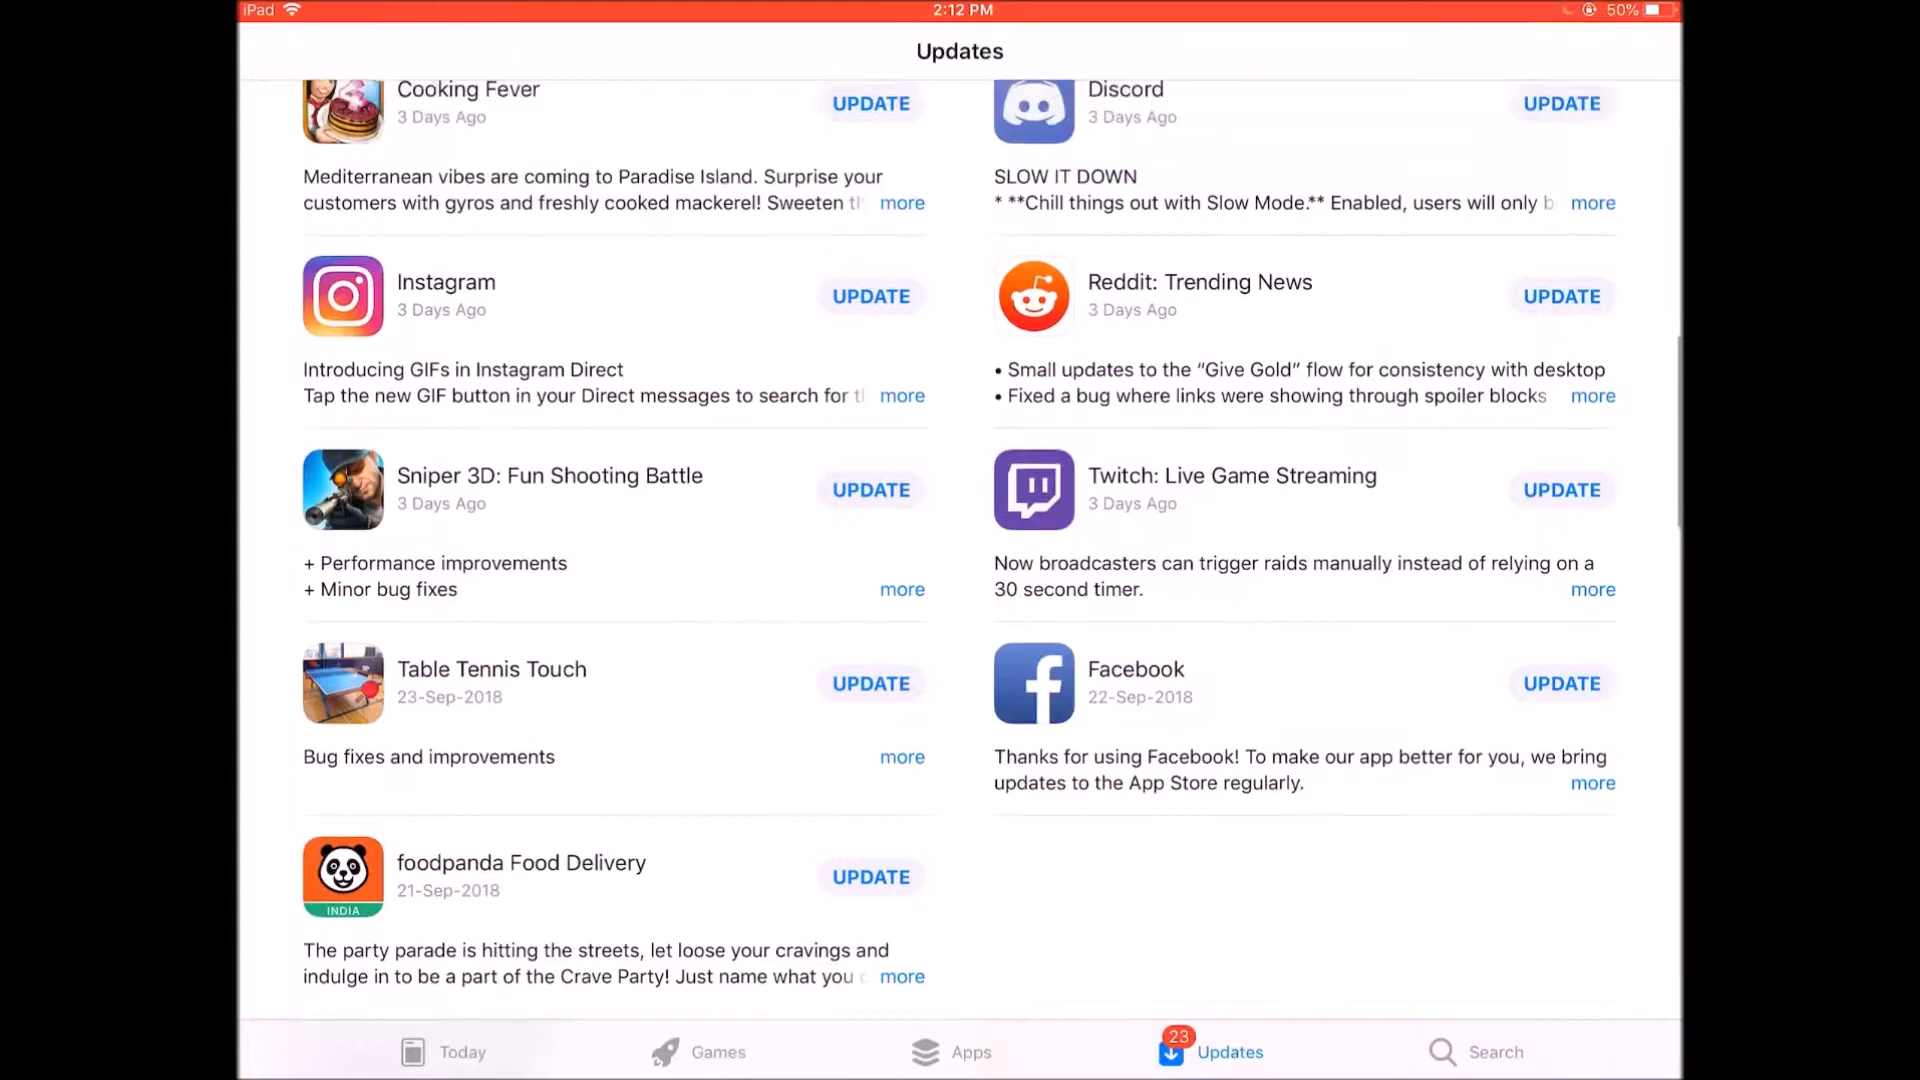 iPad
2:12 PM
50%
Updates
Cooking Fever
3 Days Ago
UPDATE
Mediterranean vibes are coming to Paradise Island. Surprise your
customers with gyros and freshly cooked mackerel! Sweeten
more
Discord
3 Days Ago
UPDATE
SLOW IT DOWN
* **Chill things out with Slow Mode.** Enabled, users will only
more
Instagram
3 Days Ago
UPDATE
Introducing GIFs in Instagram Direct
Tap the new GIF button in your Direct messages to search for
more
Reddit: Trending News
3 Days Ago
UPDATE
• Small updates to the “Give Gold” flow for consistency with desktop
• Fixed a bug where links were showing through spoiler blocks
more
Sniper 3D: Fun Shooting Battle
3 Days Ago
UPDATE
+ Performance improvements
+ Minor bug fixes
more
Twitch: Live Game Streaming
3 Days Ago
UPDATE
Now broadcasters can trigger raids manually instead of relying on a
30 second timer.
more
Table Tennis Touch
23-Sep-2018
UPDATE
Bug fixes and improvements
more
Facebook
22-Sep-2018
UPDATE
Thanks for using Facebook! To make our app better for you, we bring
updates to the App Store regularly.
more
INDIA
foodpanda Food Delivery
21-Sep-2018
UPDATE
The party parade is hitting the streets, let loose your cravings and
indulge in to be a part of the Crave Party! Just name what you
more
Today
Games
Apps
23
Updates
Search